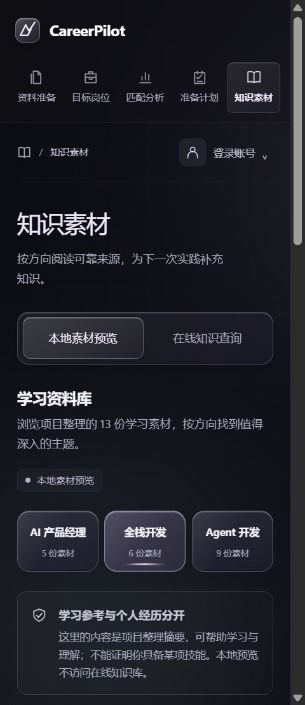 CareerPilot
资料准备 目标岗位 匹配分析 准备计划 知识素材
/ 知识素材 登录账号
知识素材
按方向阅读可靠来源，为下一次实践补充
知识。
本地素材预览 在线知识查询
学习资料库
浏览项目整理的 13 份学习素材，按方向找到值得
深入的主题。
本地素材预览
AI 产品经理 全栈开发 Agent 开发
5 份素材 6 份素材 9 份素材
学习参考与个人经历分开
这里的内容是项目整理摘要，可帮助学习与
理解；不能证明你具备某项技能。本地预览
不访问在线知识库。